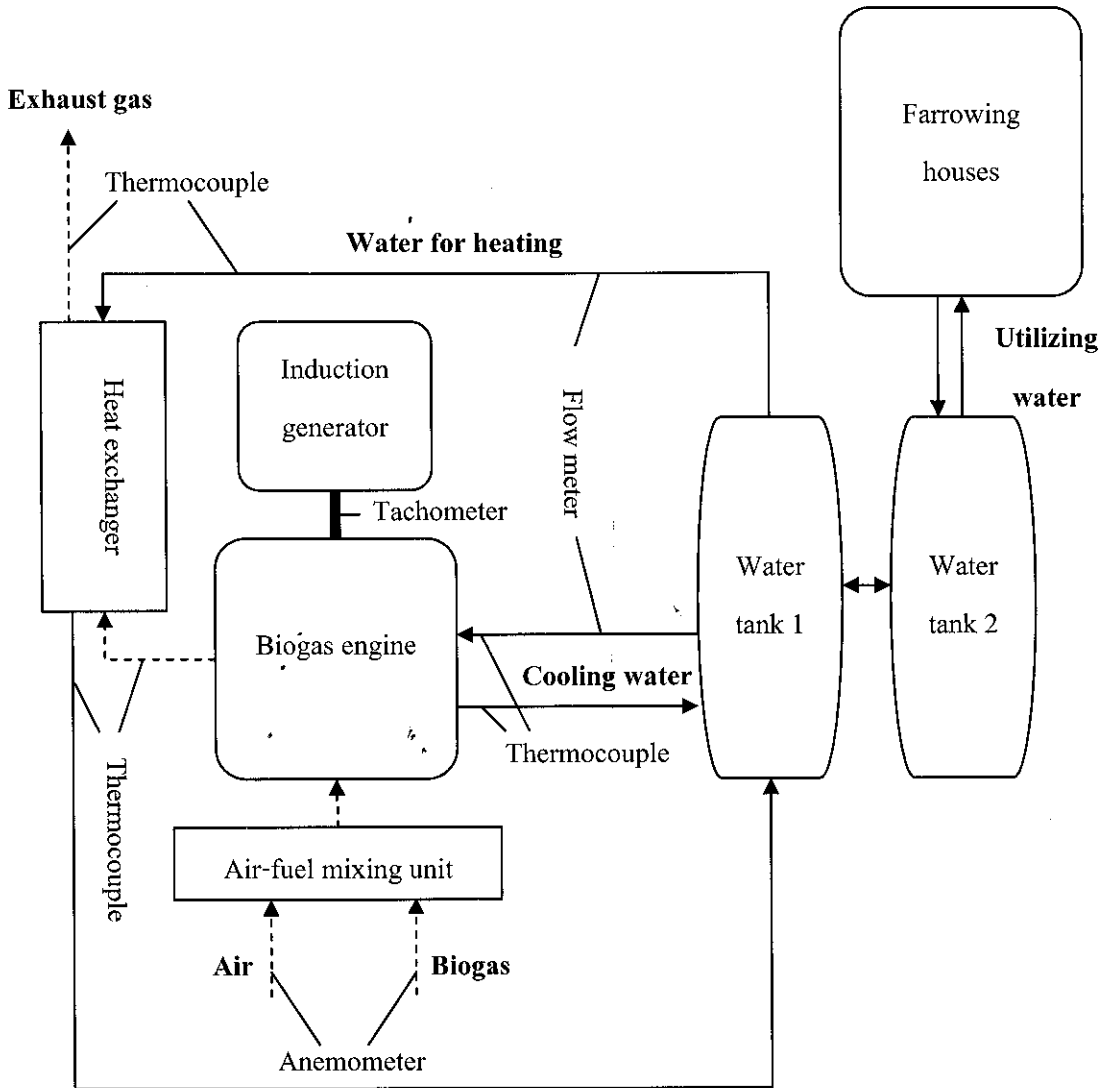 Exhaust gas
Farrowing
houses
Thermocouple
Water for heating
Utilizing
water
Heat exchanger
Induction
generator
Flow meter
Tachometer
Water
tank 1
Water
tank 2
Biogas engine
Cooling water
Thermocouple
Thermocouple
Air-fuel mixing unit
Air
Biogas
Anemometer